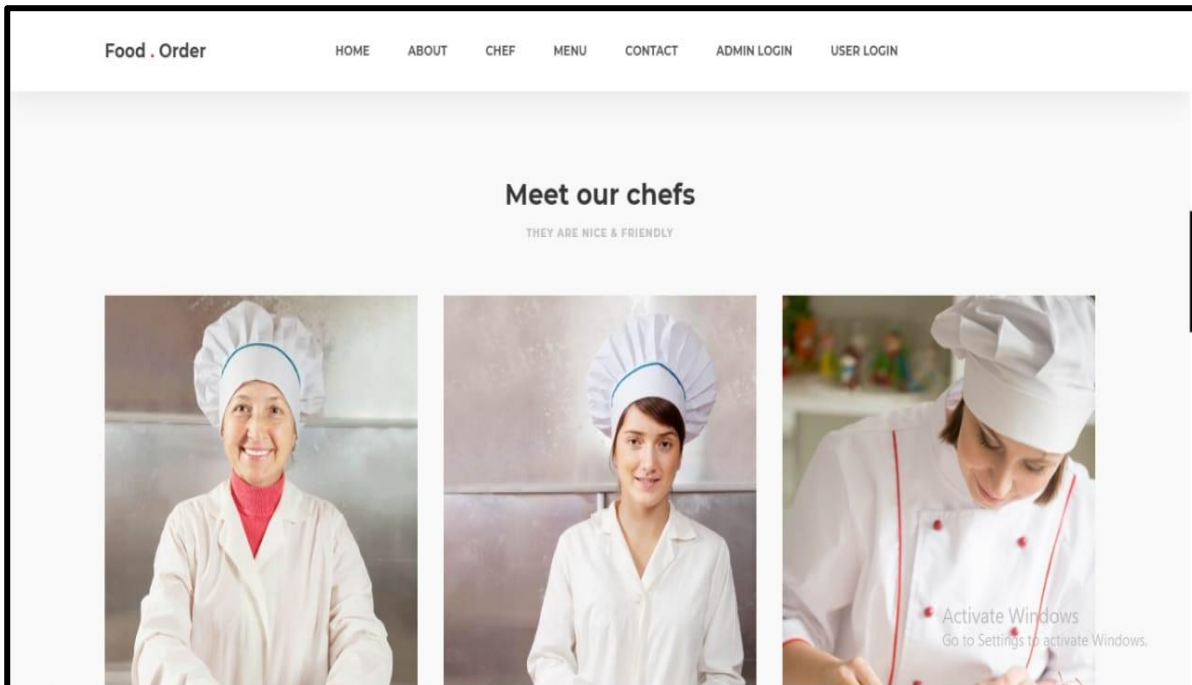 Food . Order HOME ABOUT CHEF MENU CONTACT ADMIN LOGIN USER LOGIN
Meet our chefs
THEY ARE NICE & FRIENDLY
Activate Windows
Go to Settings to activate Windows.